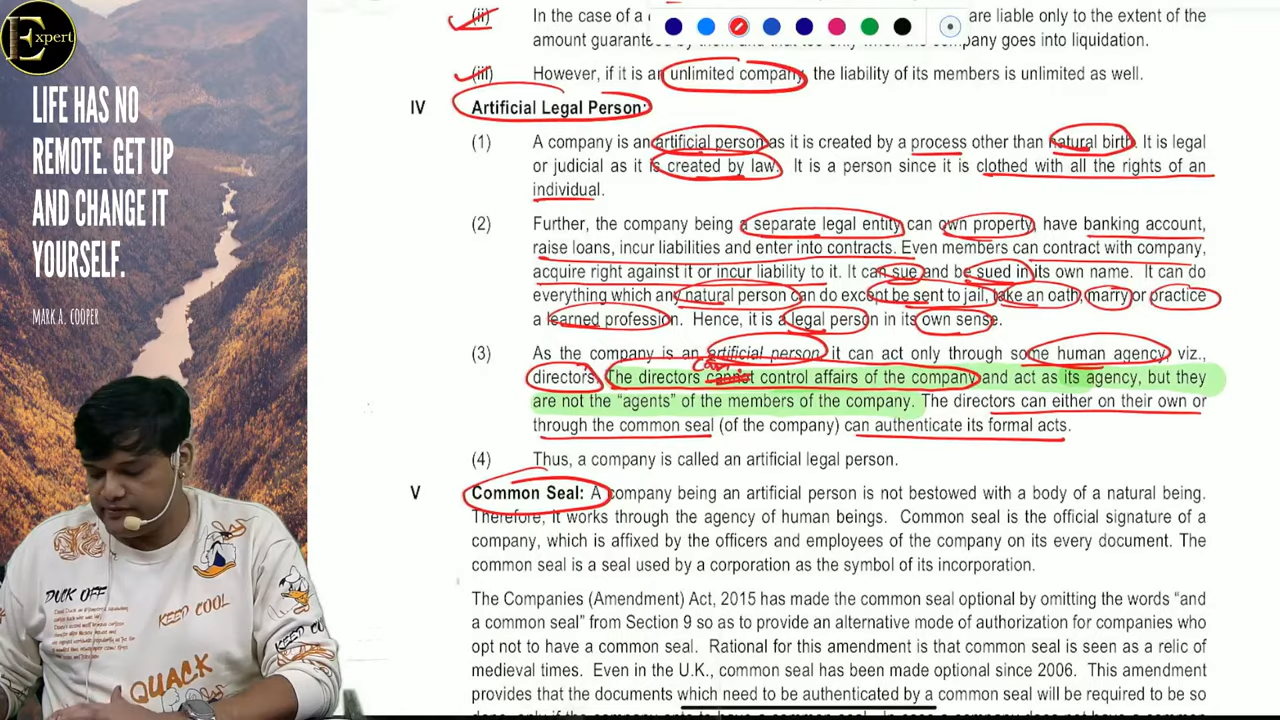 Expert
LIFE HAS NO
REMOTE. GET UP
AND CHANGE IT
YOURSELF.
MARK A. COOPER
(ii) In the case of a are liable only to the extent of the
amount guarantee company goes into liquidation.
(iii) However, if it is an unlimited company, the liability of its members is unlimited as well.
IV Artificial Legal Person:
(1) A company is an artificial person as it is created by a process other than natural birth. It is legal
or judicial as it is created by law. It is a person since it is clothed with all the rights of an
individual.
(2) Further, the company being a separate legal entity can own property, have banking account,
raise loans, incur liabilities and enter into contracts. Even members can contract with company,
acquire right against it or incur liability to it. It can sue and be sued in its own name. It can do
everything which any natural person can do except be sent to jail, take an oath, marry or practice
a learned profession. Hence, it is a legal person in its own sense.
(3) As the company is an artificial person, it can act only through some human agency, viz.,
can
directors. The directors cannot control affairs of the company and act as its agency, but they
are not the “agents” of the members of the company. The directors can either on their own or
through the common seal (of the company) can authenticate its formal acts.
(4) Thus, a company is called an artificial legal person.
V Common Seal: A company being an artificial person is not bestowed with a body of a natural being.
Therefore, it works through the agency of human beings. Common seal is the official signature of a
company, which is affixed by the officers and employees of the company on its every document. The
common seal is a seal used by a corporation as the symbol of its incorporation.
The Companies (Amendment) Act, 2015 has made the common seal optional by omitting the words “and
a common seal” from Section 9 so as to provide an alternative mode of authorization for companies who
opt not to have a common seal. Rational for this amendment is that common seal is seen as a relic of
medieval times. Even in the U.K., common seal has been made optional since 2006. This amendment
provides that the documents which need to be authenticated by a common seal will be required to be so
DUCK OFF
KEEP COOL
KEEP CO
QUACK